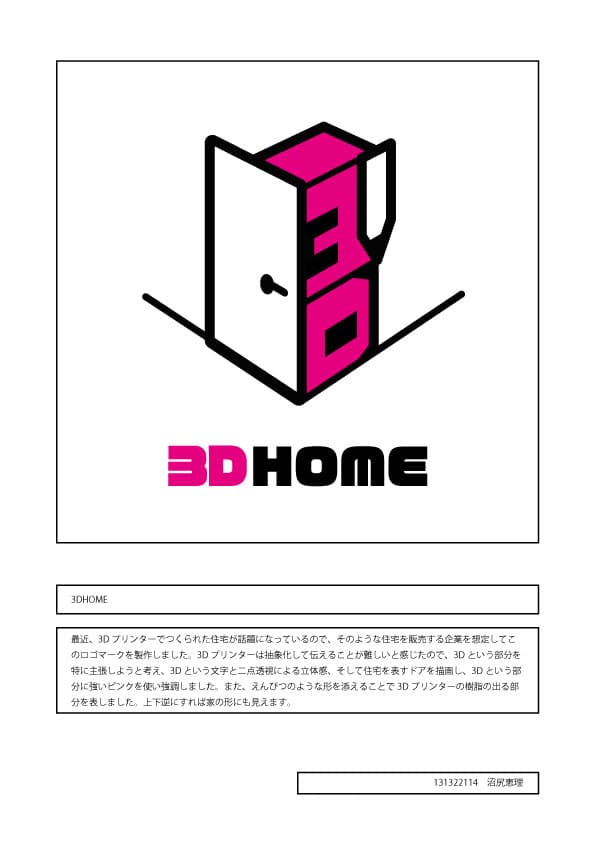 3D
3DHOME
3DHOME
最近、3D プリンターでつくられた住宅が話題になっているので、そのような住宅を販売する企業を想定してこ
のロゴマークを製作しました。3D プリンターは抽象化して伝えることが難しいと感じたので、3D という部分を
特に主張しようと考え、3D という文字と二点透視による立体感、そして住宅を表すドアを描画し、3D という部
分に強いピンクを使い強調しました。また、えんぴつのような形を添えることで 3D プリンターの樹脂の出る部
分を表しました。上下逆にすれば家の形にも見えます。
131322114　沼尻恵理